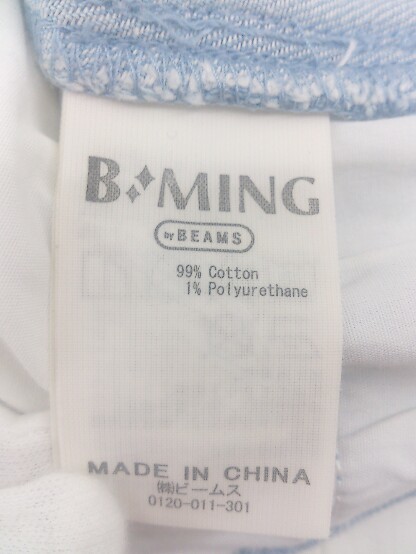 B MING
by BEAMS
99% Cotton
1% Polyurethane
MADE IN CHINA
㈱ビームス
0120-011-301